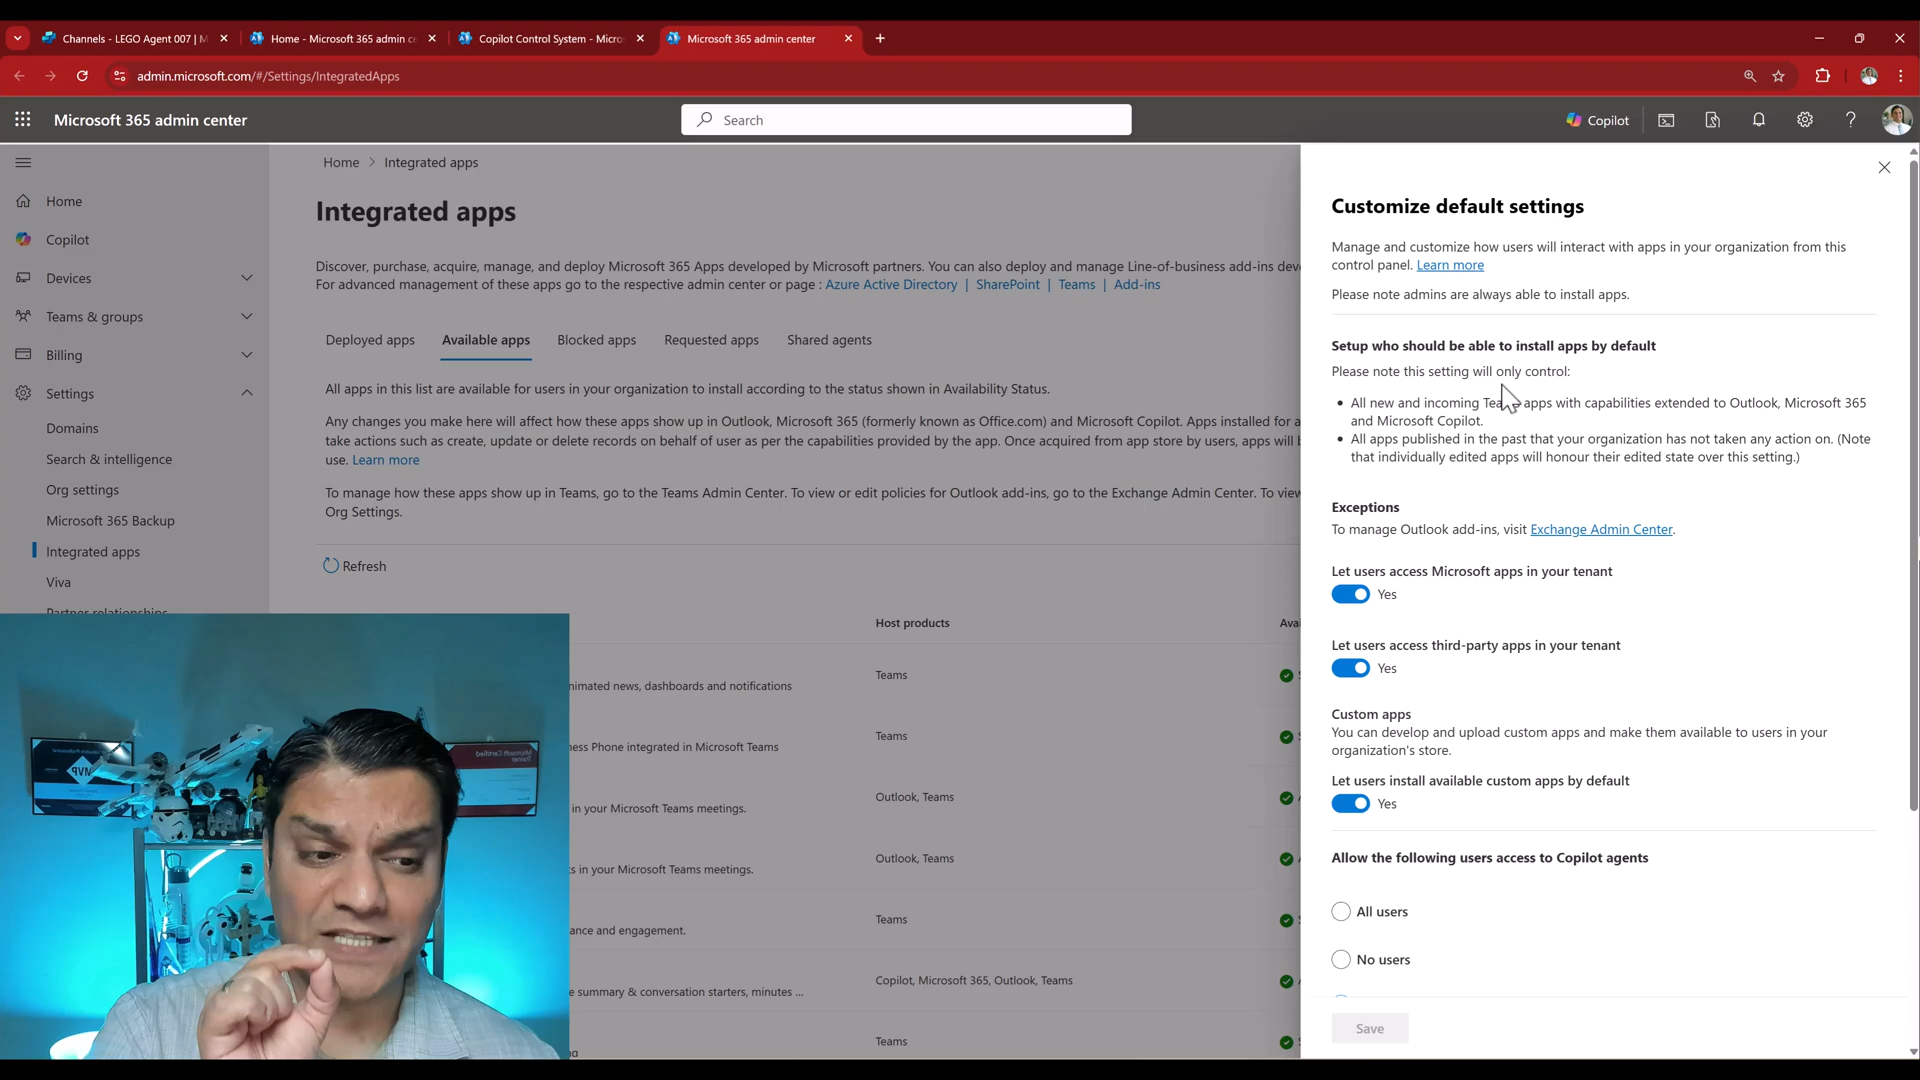 Channels - LEGO Agent 007 | M
Home - Microsoft 365 admin ce
Copilot Control System - Micros
Microsoft 365 admin center
admin.microsoft.com/#/Settings/IntegratedApps
Microsoft 365 admin center
Search
Copilot
Home
Copilot
Devices
Teams & groups
Billing
Settings
Domains
Search & intelligence
Org settings
Microsoft 365 Backup
Integrated apps
Viva
Partner relationships
Home > Integrated apps
Integrated apps
Discover, purchase, acquire, manage, and deploy Microsoft 365 Apps developed by Microsoft partners. You can also deploy and manage Line-of-business add-ins deve
For advanced management of these apps go to the respective admin center or page : Azure Active Directory | SharePoint | Teams | Add-ins
Deployed apps
Available apps
Blocked apps
Requested apps
Shared agents
All apps in this list are available for users in your organization to install according to the status shown in Availability Status.
Any changes you make here will affect how these apps show up in Outlook, Microsoft 365 (formerly known as Office.com) and Microsoft Copilot. Apps installed for a
take actions such as create, update or delete records on behalf of user as per the capabilities provided by the app. Once acquired from app store by users, apps will b
use. Learn more
To manage how these apps show up in Teams, go to the Teams Admin Center. To view or edit policies for Outlook add-ins, go to the Exchange Admin Center. To view
Org Settings.
Refresh
Host products
Avai
Teams
nimated news, dashboards and notifications
Teams
ness Phone integrated in Microsoft Teams
Outlook, Teams
in your Microsoft Teams meetings.
Outlook, Teams
s in your Microsoft Teams meetings.
Teams
ance and engagement.
Copilot, Microsoft 365, Outlook, Teams
e summary & conversation starters, minutes ...
Teams
Customize default settings
Manage and customize how users will interact with apps in your organization from this
control panel. Learn more
Please note admins are always able to install apps.
Setup who should be able to install apps by default
Please note this setting will only control:
• All new and incoming Teams apps with capabilities extended to Outlook, Microsoft 365
and Microsoft Copilot.
• All apps published in the past that your organization has not taken any action on. (Note
that individually edited apps will honour their edited state over this setting.)
Exceptions
To manage Outlook add-ins, visit Exchange Admin Center.
Let users access Microsoft apps in your tenant
Yes
Let users access third-party apps in your tenant
Yes
Custom apps
You can develop and upload custom apps and make them available to users in your
organization's store.
Let users install available custom apps by default
Yes
Allow the following users access to Copilot agents
All users
No users
Save